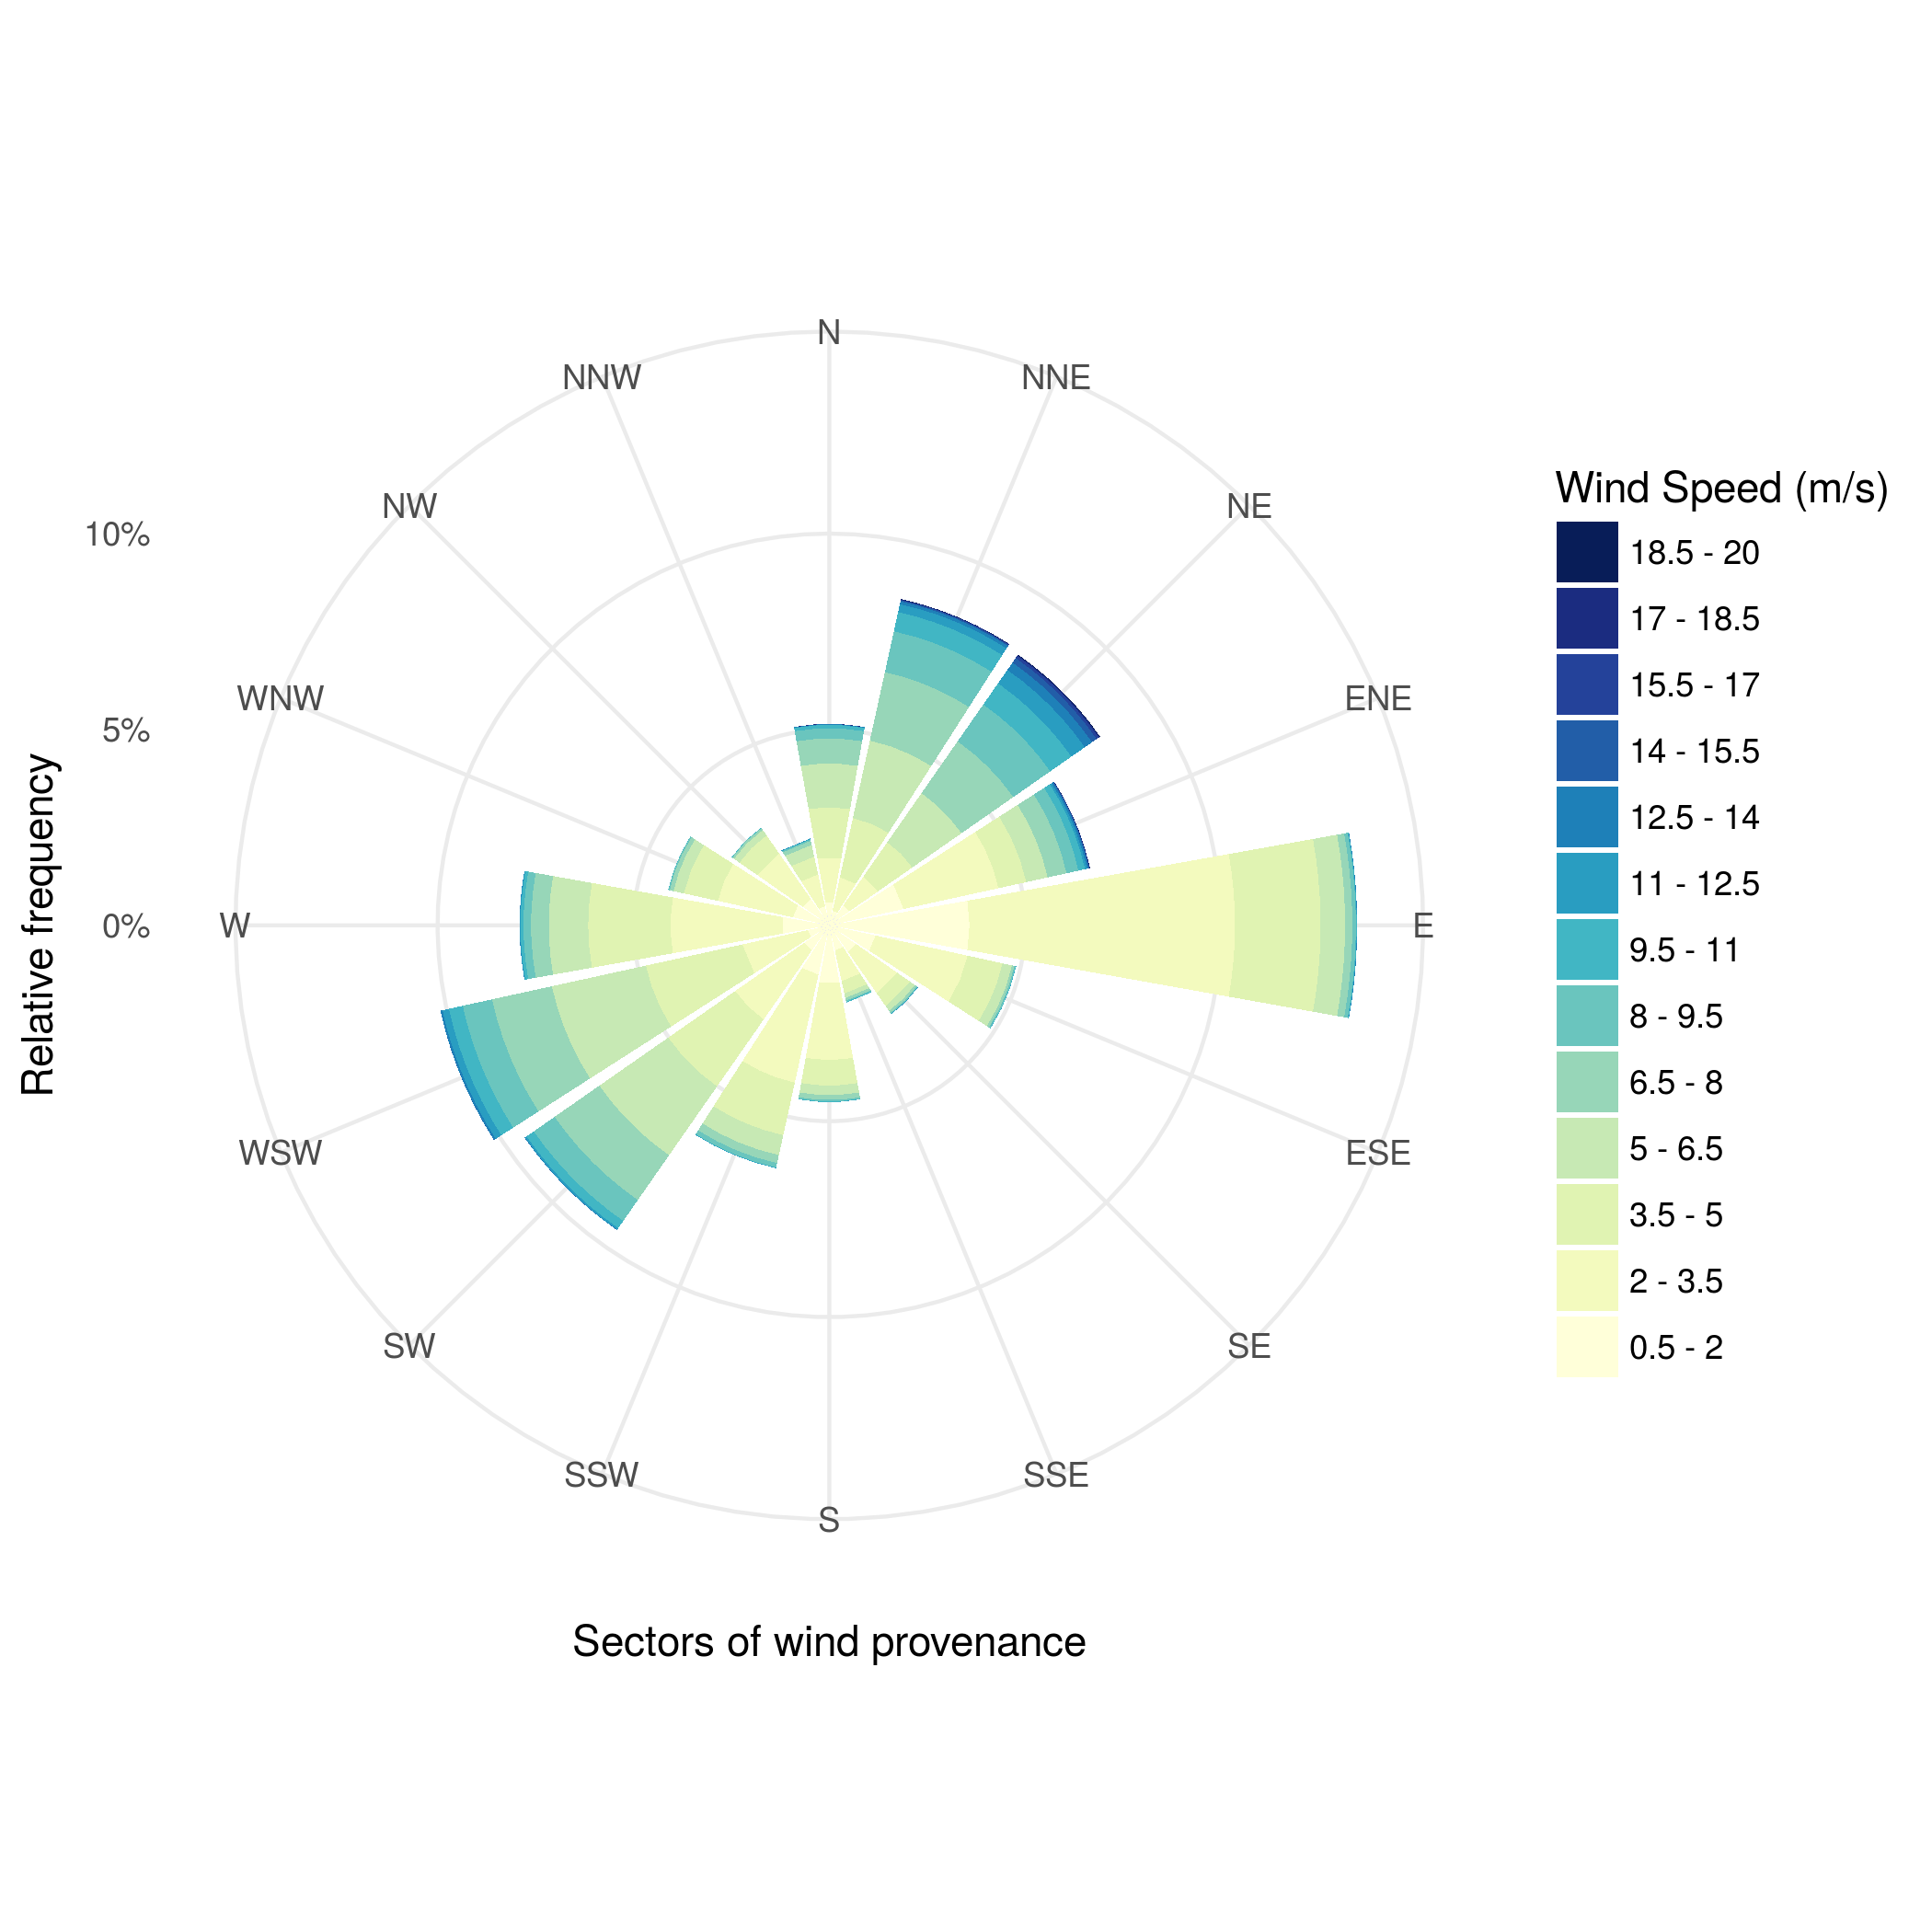 N
NNW
NNE
NW
NE
10%
WNW
ENE
5%
0%
W
E
WSW
ESE
SW
SE
SSW
SSE
S
Relative frequency
Sectors of wind provenance
Wind Speed (m/s)
18.5 - 20
17 - 18.5
15.5 - 17
14 - 15.5
12.5 - 14
11 - 12.5
9.5 - 11
8 - 9.5
6.5 - 8
5 - 6.5
3.5 - 5
2 - 3.5
0.5 - 2